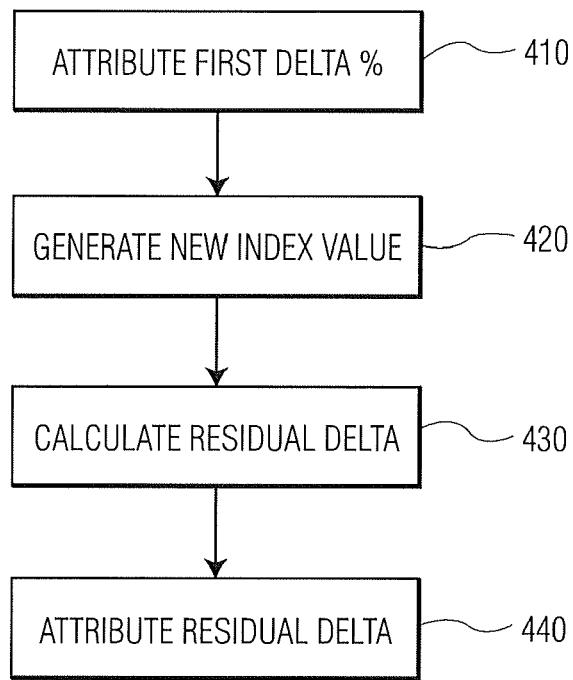 ATTRIBUTE FIRST DELTA %
410
GENERATE NEW INDEX VALUE
420
CALCULATE RESIDUAL DELTA
430
ATTRIBUTE RESIDUAL DELTA
440